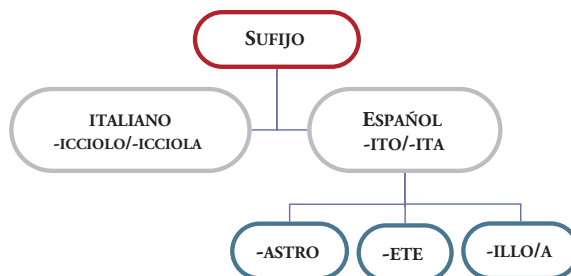 SUFIJO
ITALIANO
-ICCIOLO/-ICCIOLA
ESPAÑOL
-ITO/-ITA
-ASTRO
-ETE
-ILLO/A